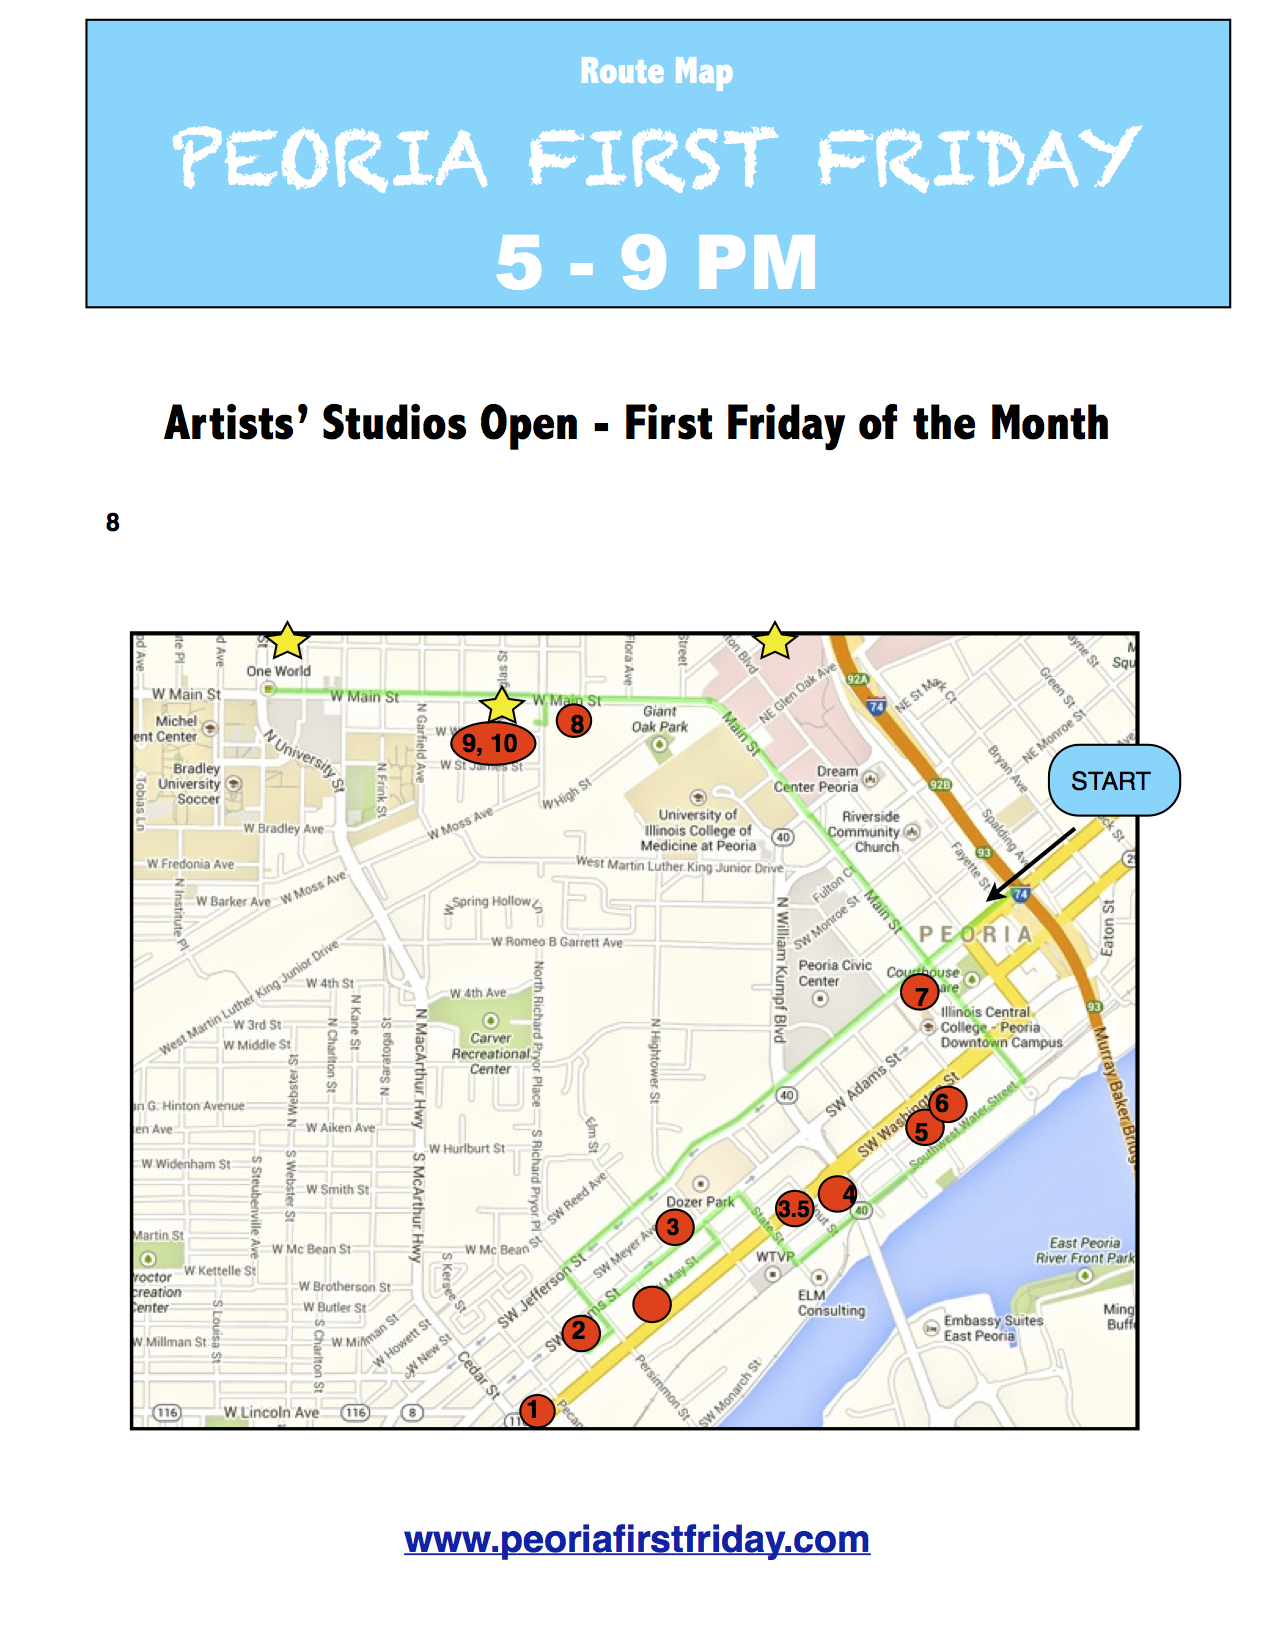 Route Map
PEORIA FIRST FRIDAY
5 - 9 PM
Artists' Studios Open - First Friday of the Month
8
One World
W Main St
W Main St
W Main St
Main St
Main St
Michel
ent Center
N University St
Bradley
University
Soccer
Tobias Ln
N Frink St
N Garfield Ave
9, 10
8
W St James St
Flora Ave
Street
Giant
Oak Park
NE Glen Oak Ave
92A
74
NE St Mark Ct
Green St
NE Monroe St
Squ
Bryan Ave
START
W High St
W Moss Ave
W Bradley Ave
University of
Illinois College of
Medicine at Peoria
Dream
Center Peoria
92B
Riverside
Community
Church
40
Spalding Ave
93
Fayette St
74
W Fredonia Ave
N Institute Pl
W Barker Ave
W Moss Ave
West Martin Luther King Junior Drive
Fulton Ct
SW Monroe St
Spring Hollow Ln
W Romeo B Garrett Ave
N William Kumpf Blvd
PEORIA
Eaton St
Peoria Civic
Center
Courthouse
7
Illinois Central
College - Peoria
Downtown Campus
93
Murray Baker Bridg
West Martin Luther King Junior Drive
W 4th St
W 4th Ave
W 3rd St
W Middle St
N Kane St
N Charlton St
N Saratoga St
N Webster St
N MacArthur Hwy
Carver
Recreational
Center
North Richard Pryor Place
N Hightower St
40
SW Adams St
SW Washington St
6
5
Southwest Water Street
n G. Hinton Avenue
en Ave
W Aiken Ave
W Hurlburt St
Elm St
W Widenham St
S Steubenville Ave
S Webster St
W Smith St
S McArthur Hwy
S Richard Pryor Pl
SW Reed Ave
Dozer Park
3
3.5
4
40
State St
Martin St
W Mc Bean St
W Mc Bean St
SW Meyer Ave
WTVP
East Peoria
River Front Park
W Kettelle St
roctor
creation
Center
S Louisa St
W Brotherson St
W Butler St
S Charlton St
W Millman St
W Millman St
W Howett St
SW New St
S Kersee St
SW Jefferson St
W May St
ELM
Consulting
Embassy Suites
East Peoria
Ming
Buff
2
Cedar St
Persimmon St
SW Monarch St
116
W Lincoln Ave
116
8
1
www.peoriafirstfriday.com